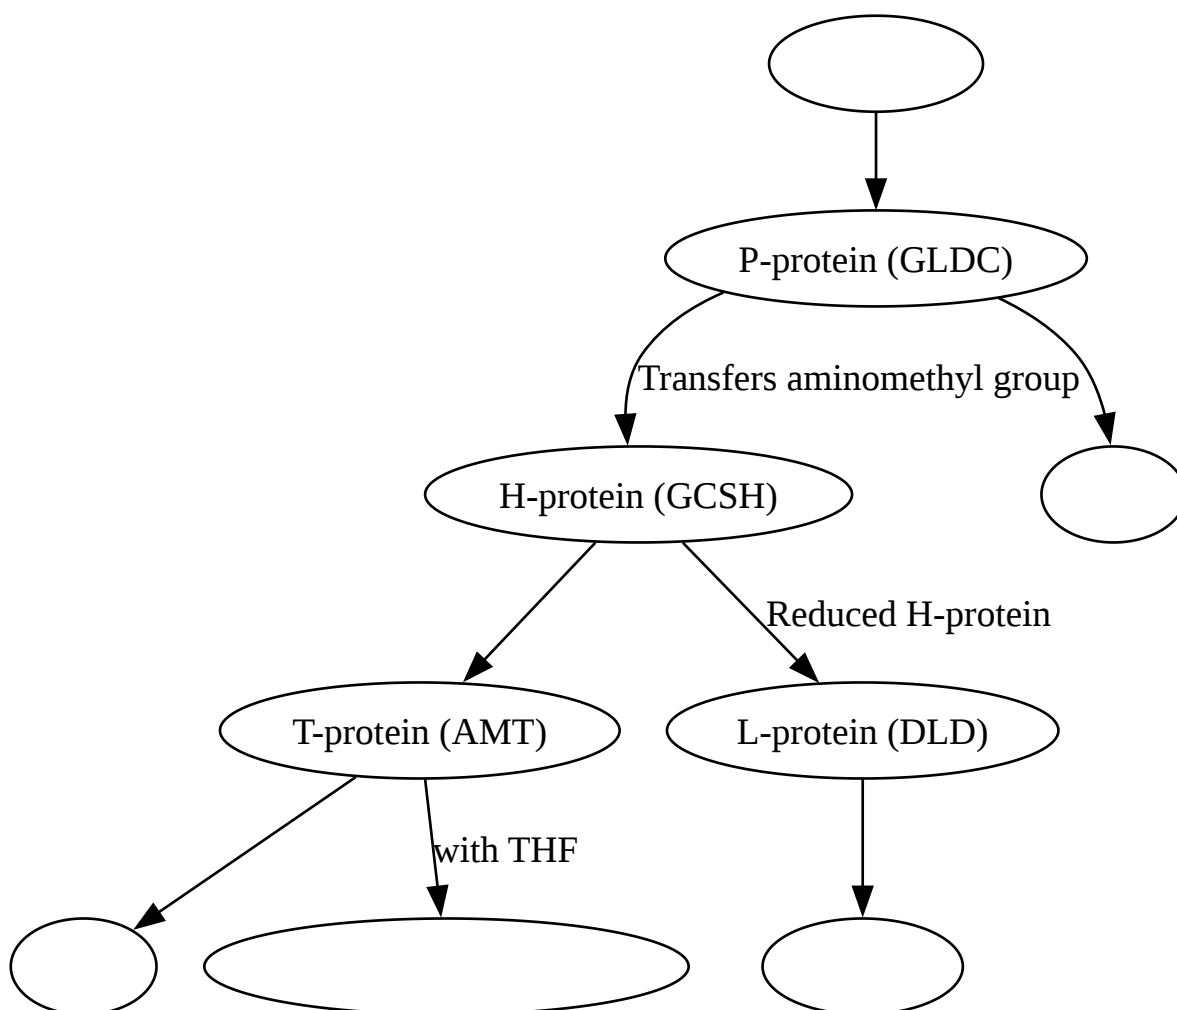 P-protein (GLDC)
Transfers aminomethyl group
H-protein (GCSH)
Reduced H-protein
T-protein (AMT)
L-protein (DLD)
with THF